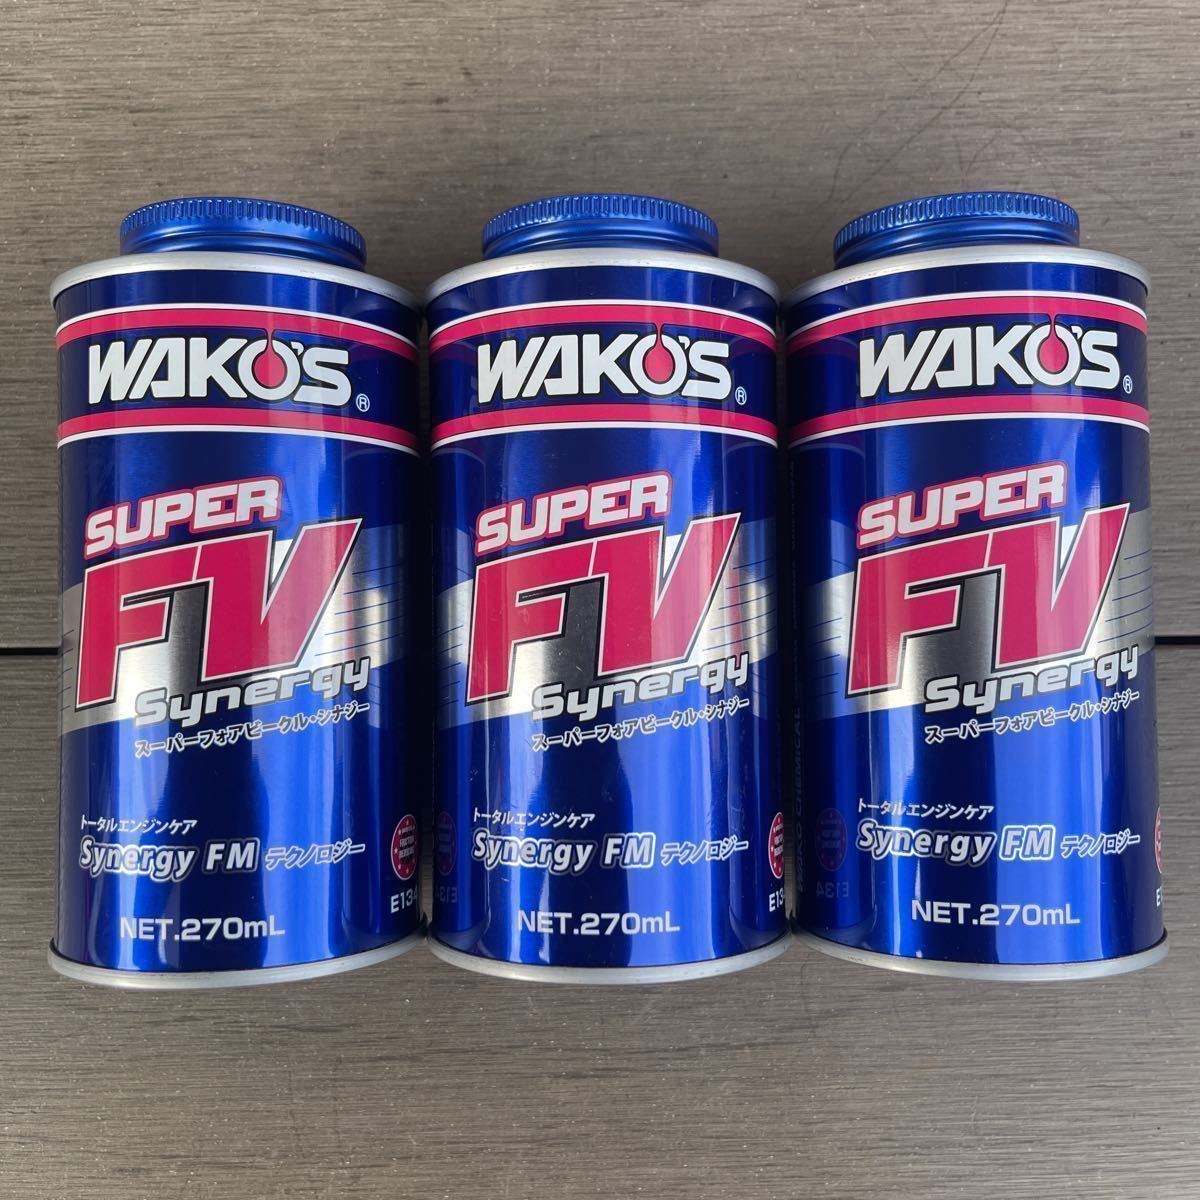 WAKO'S®
SUPER
FV
Synergy
スーパーフォアビークル・シナジー
トータルエンジンケア
Synergy FM テクノロジー
NET.270mL
E134
WAKO'S®
SUPER
FV
Synergy
スーパーフォアビークル・シナジー
トータルエンジンケア
Synergy FM テクノロジー
NET.270mL
E134
WAKO'S®
SUPER
FV
Synergy
スーパーフォアビークル・シナジー
トータルエンジンケア
Synergy FM テクノロジー
NET.270mL